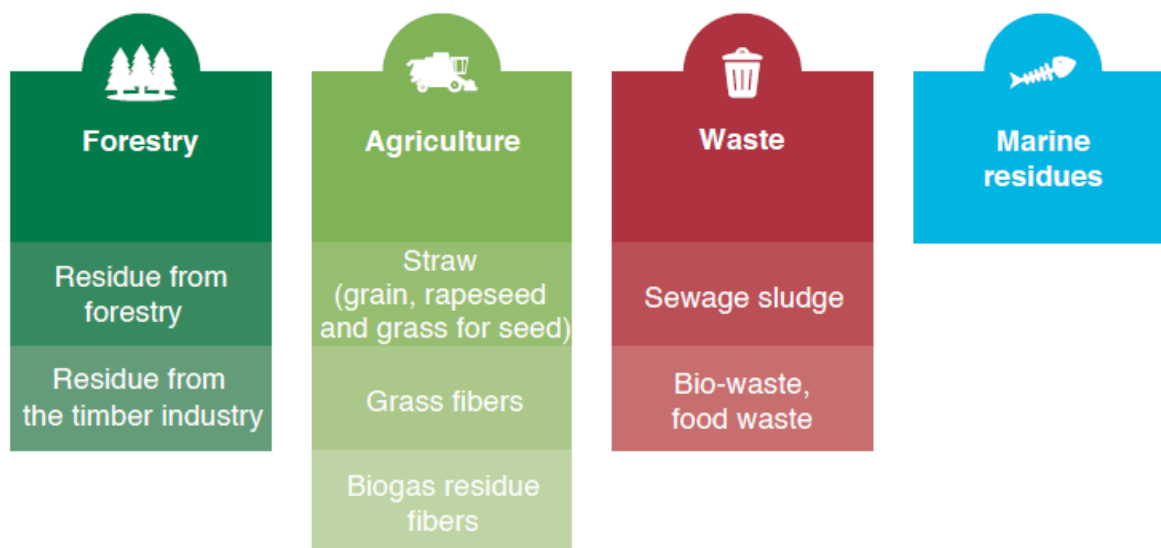 Forestry
Residue from
forestry
Residue from
the timber industry
Agriculture
Straw
(grain, rapeseed
and grass for seed)
Grass fibers
Biogas residue
fibers
Waste
Sewage sludge
Bio-waste,
food waste
Marine
residues